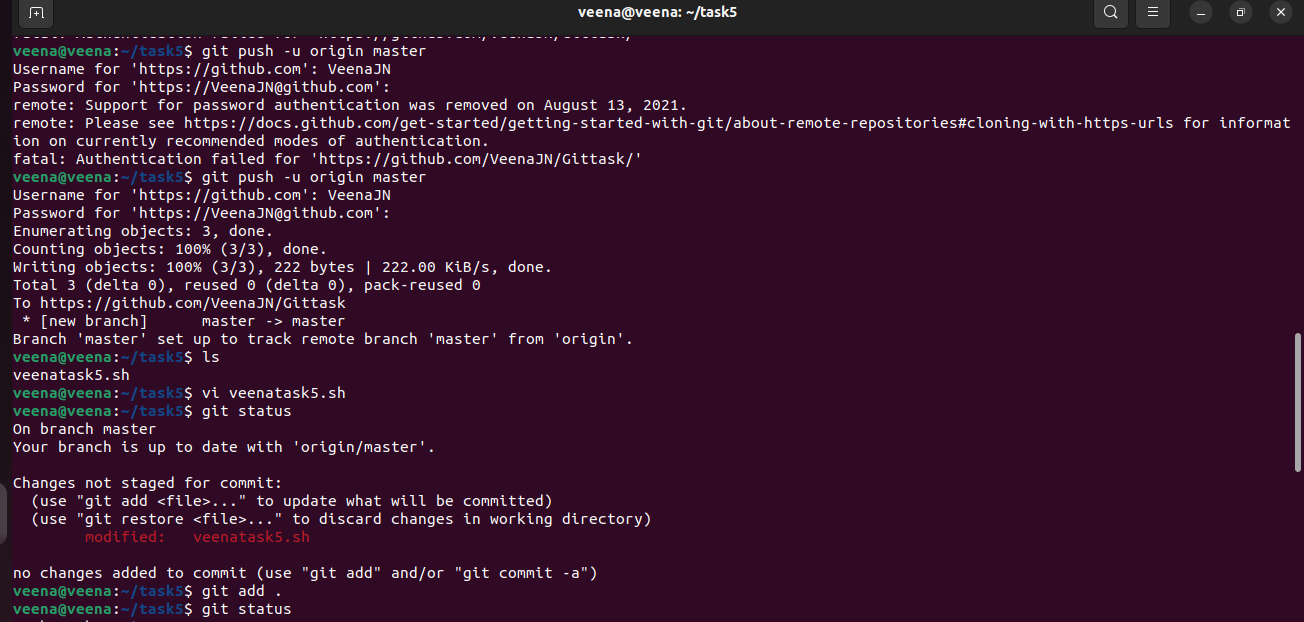 veena@veena: ~/task5
veena@veena:~/task5$ git push -u origin master
Username for 'https://github.com': VeenaJN
Password for 'https://VeenaJN@github.com':
remote: Support for password authentication was removed on August 13, 2021.
remote: Please see https://docs.github.com/get-started/getting-started-with-git/about-remote-repositories#cloning-with-https-urls for informat
ion on currently recommended modes of authentication.
fatal: Authentication failed for 'https://github.com/VeenaJN/Gittask/'
veena@veena:~/task5$ git push -u origin master
Username for 'https://github.com': VeenaJN
Password for 'https://VeenaJN@github.com':
Enumerating objects: 3, done.
Counting objects: 100% (3/3), done.
Writing objects: 100% (3/3), 222 bytes | 222.00 KiB/s, done.
Total 3 (delta 0), reused 0 (delta 0), pack-reused 0
To https://github.com/VeenaJN/Gittask
 * [new branch]      master -> master
Branch 'master' set up to track remote branch 'master' from 'origin'.
veena@veena:~/task5$ ls
veenatask5.sh
veena@veena:~/task5$ vi veenatask5.sh
veena@veena:~/task5$ git status
On branch master
Your branch is up to date with 'origin/master'.
Changes not staged for commit:
  (use "git add <file>..." to update what will be committed)
  (use "git restore <file>..." to discard changes in working directory)
        modified:   veenatask5.sh
no changes added to commit (use "git add" and/or "git commit -a")
veena@veena:~/task5$ git add .
veena@veena:~/task5$ git status